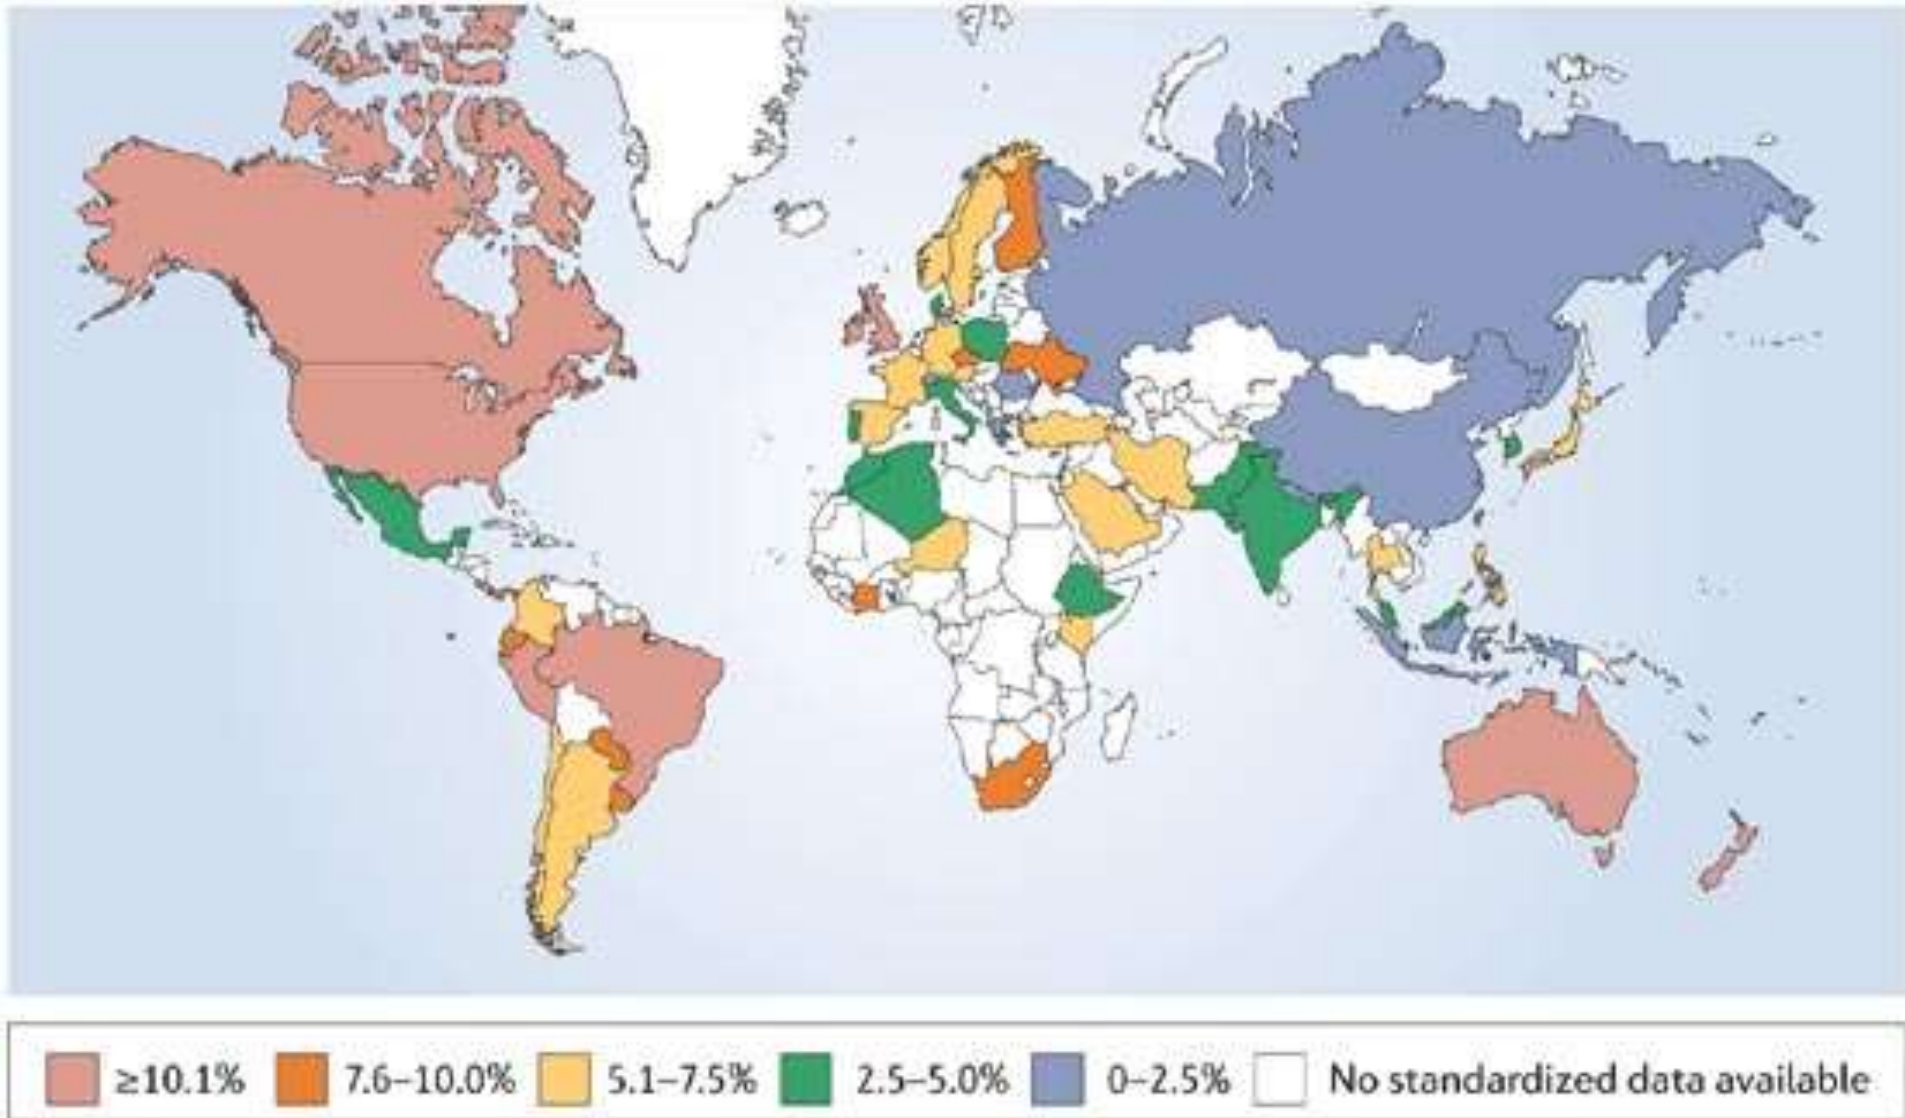 ≥10.1% 7.6–10.0% 5.1–7.5% 2.5–5.0% 0–2.5% No standardized data available